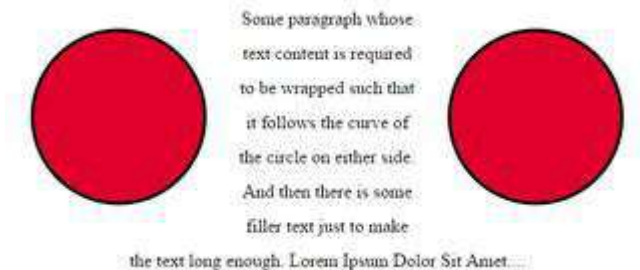 Some paragraph whose
text content is required
to be wrapped such that
it follows the curve of
the circle on either side.
And then there is some
filler text just to make
the text long enough. Lorem Ipsum Dolor Sit Amet....